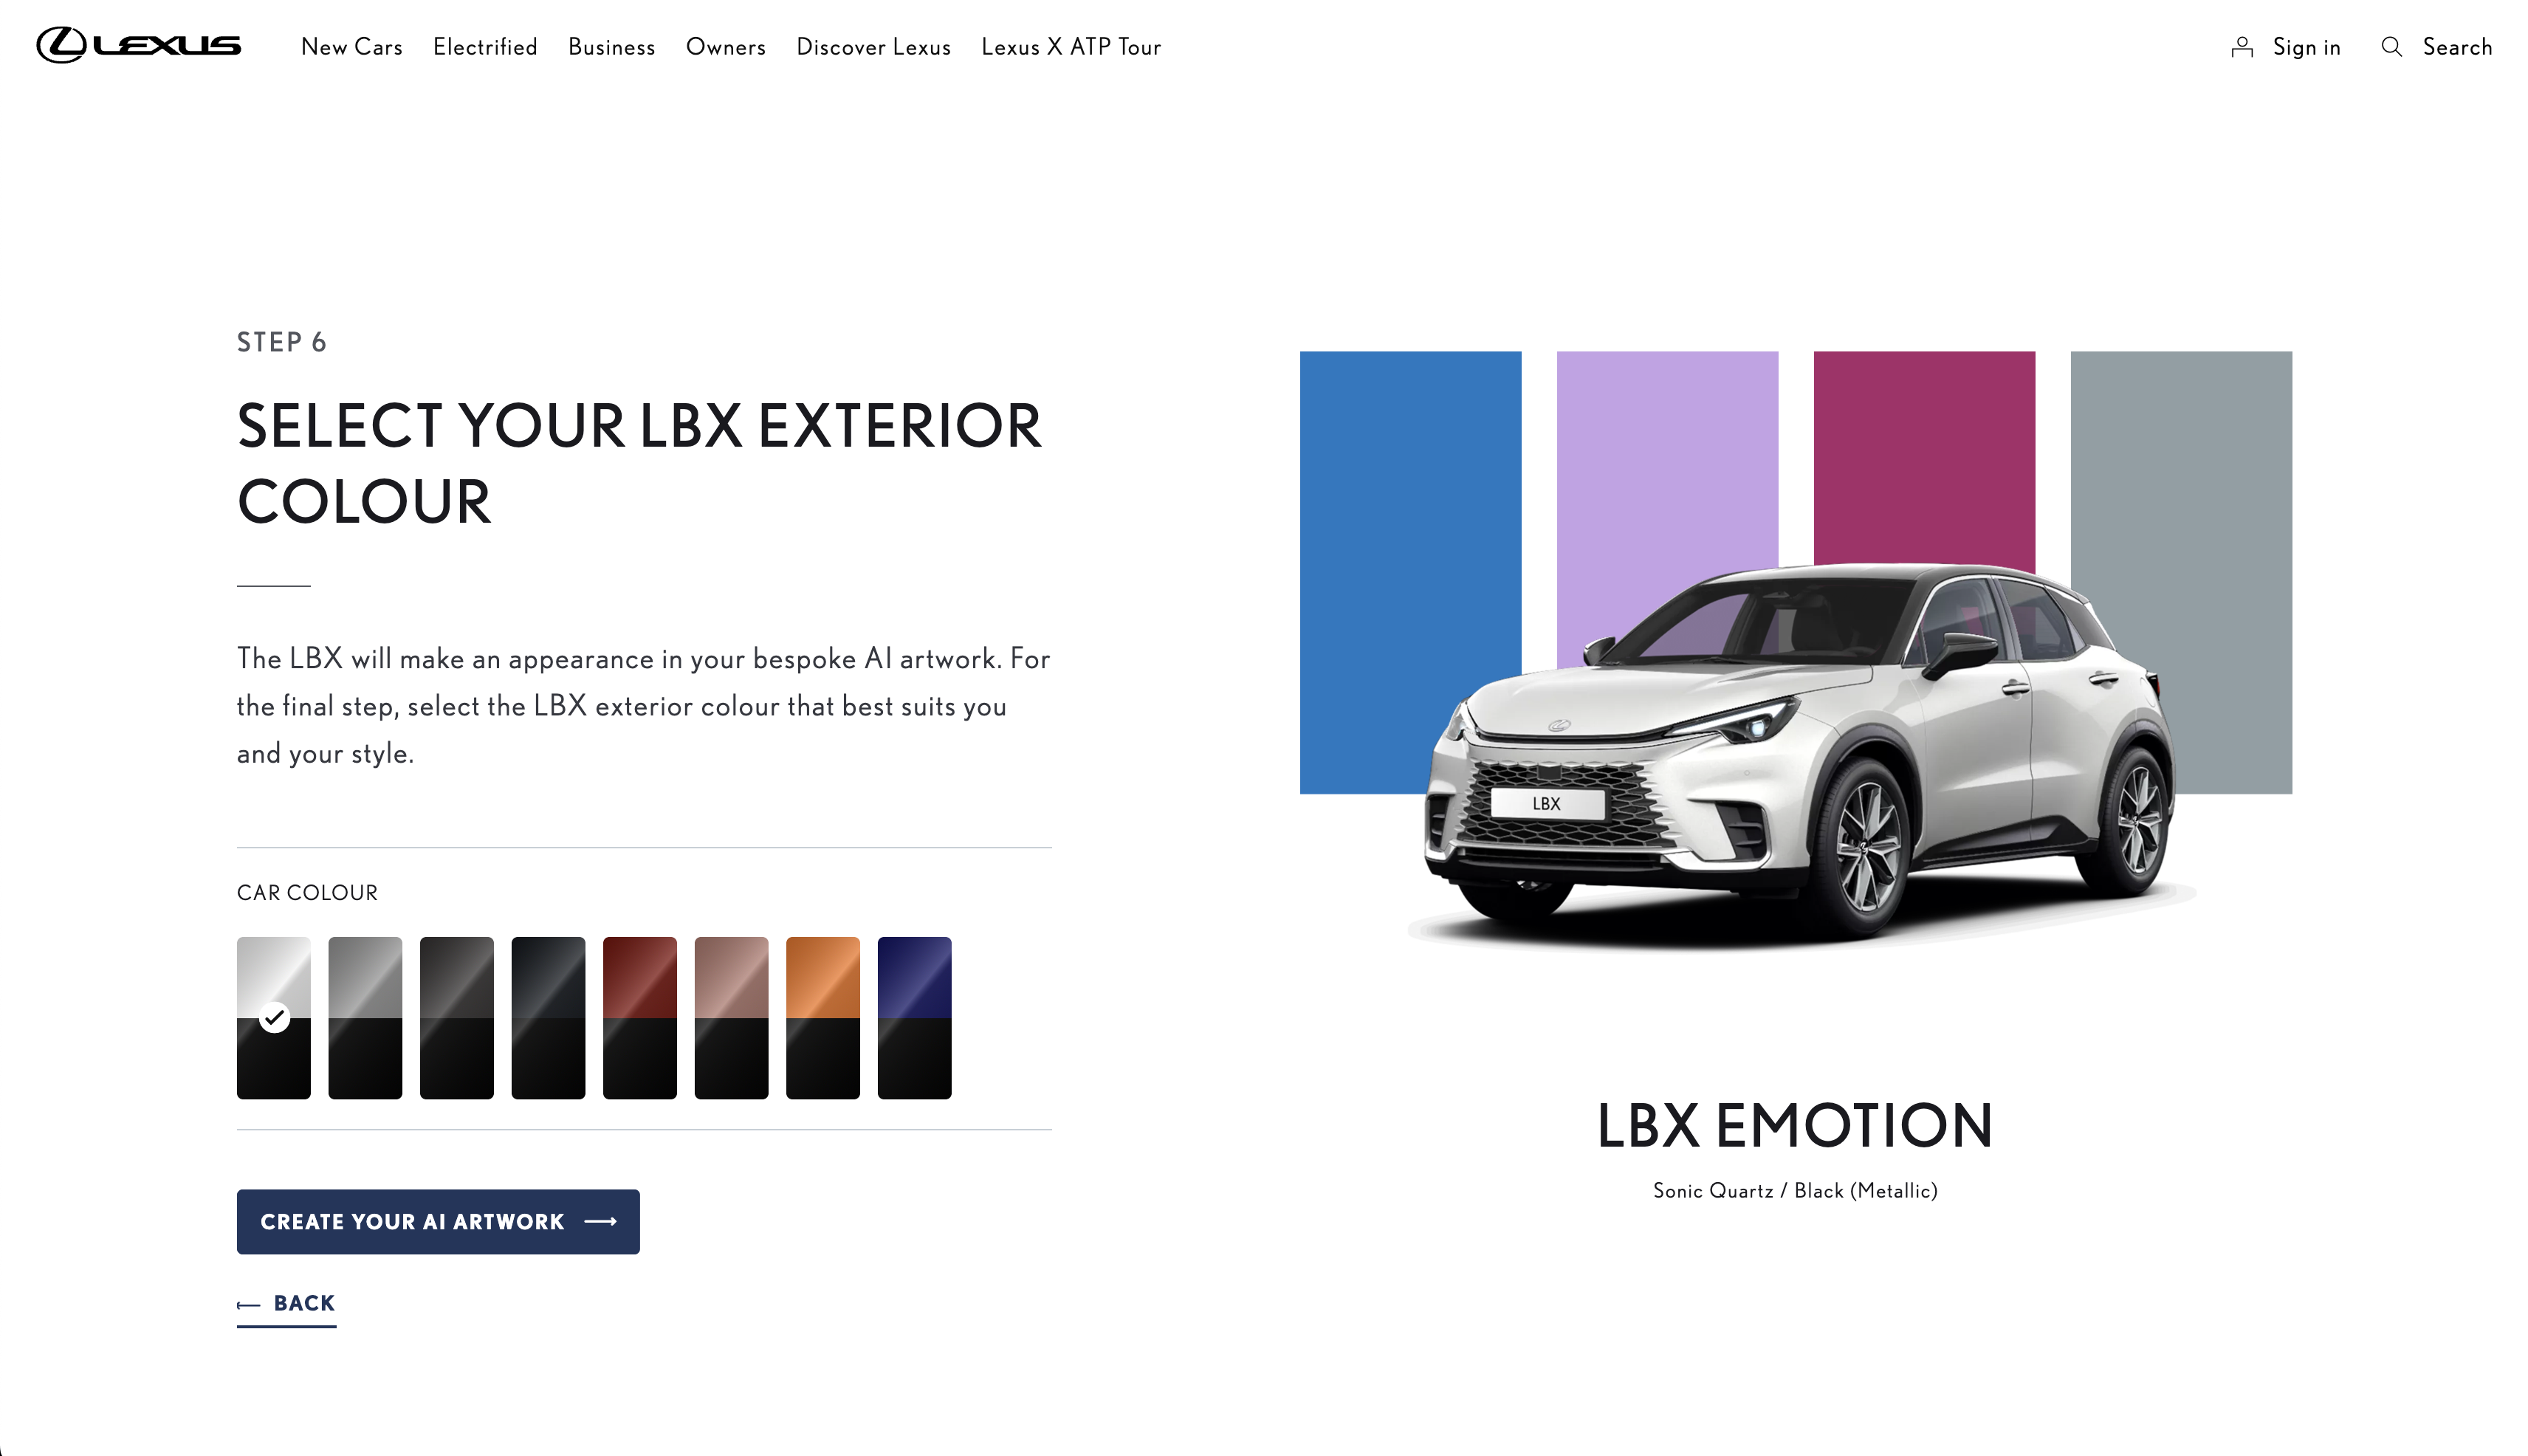 LEXUS
New Cars
Electrified
Business
Owners
Discover Lexus
Lexus X ATP Tour
Sign in
Search
STEP 6
SELECT YOUR LBX EXTERIOR
COLOUR
The LBX will make an appearance in your bespoke AI artwork. For
the final step, select the LBX exterior colour that best suits you
and your style.
CAR COLOUR
CREATE YOUR AI ARTWORK
BACK
LBX
LBX EMOTION
Sonic Quartz / Black (Metallic)